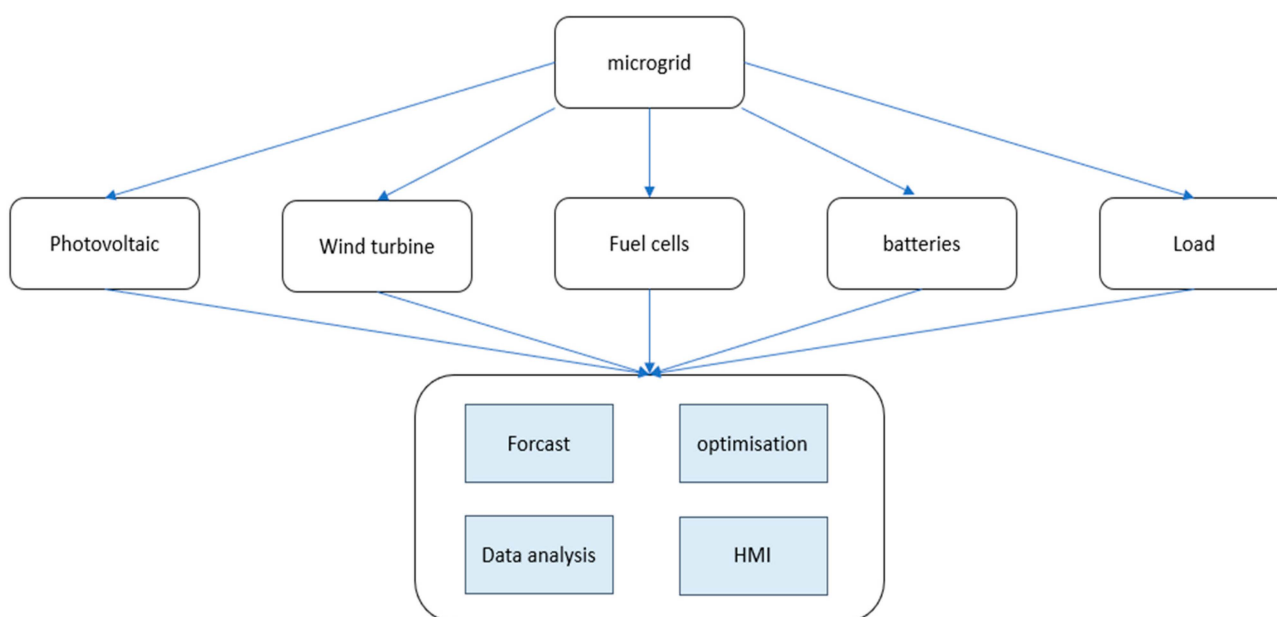 microgrid
Photovoltaic
Wind turbine
Fuel cells
batteries
Load
Forcast
optimisation
Data analysis
HMI